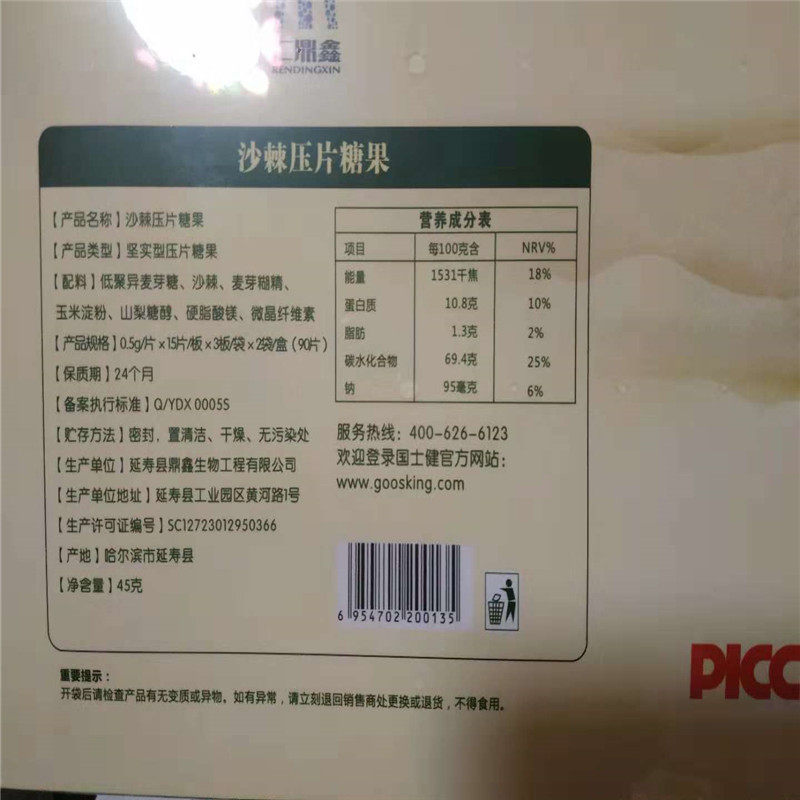 鼎鑫
RENDINGXIN
沙棘压片糖果
【产品名称】沙棘压片糖果
【产品类型】坚实型压片糖果
【配料】低聚异麦芽糖、沙棘、麦芽糊精、
玉米淀粉、山梨糖醇、硬脂酸镁、微晶纤维素
【产品规格】0.5g/片×15片/板×3板/袋×2袋/盒(90片)
【保质期】24个月
【备案执行标准】Q/YDX 0005S
【贮存方法】密封,置清洁、干燥、无污染处
【生产单位】延寿县鼎鑫生物工程有限公司
【生产单位地址】延寿县工业园区黄河路1号
【生产许可证编号】SC12723012950366
【产地】哈尔滨市延寿县
【净含量】45克
营养成分表
项目 每100克含 NRV%
能量 1531千焦 18%
蛋白质 10.8克 10%
脂肪 1.3克 2%
碳水化合物 69.4克 25%
钠 95毫克 6%
服务热线:400-626-6123
欢迎登录国士健官方网站:
www.goosking.com
6 954702 200135
重要提示:
开袋后请检查产品有无变质或异物。如有异常,请立刻退回销售商处更换或退货,不得食用。
PICC